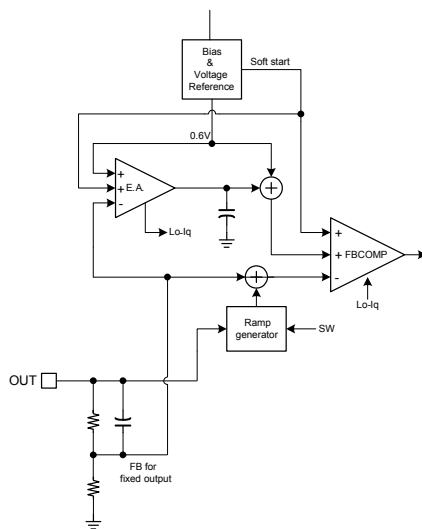 Bias
&
Voltage
Reference
Soft start
0.6V
+
+ E.A.
-
+
Lo-Iq
+
+ FBCOMP
-
+
Lo-Iq
Ramp
generator
SW
OUT
FB for
fixed output